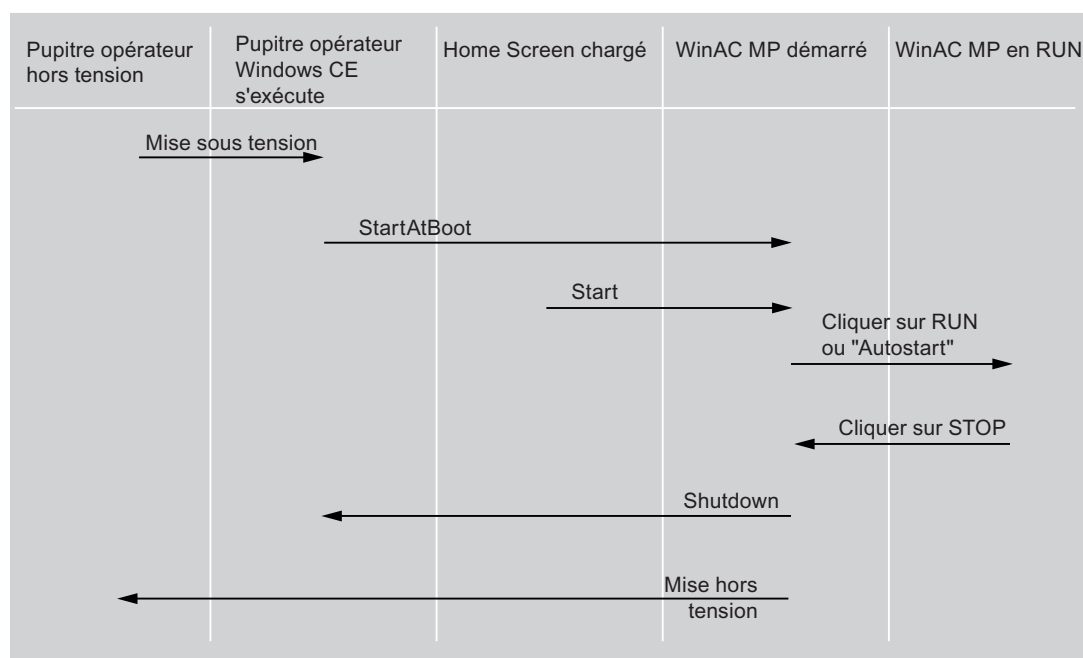 Pupitre opérateur
hors tension
Pupitre opérateur
Windows CE
s'exécute
Home Screen chargé
WinAC MP démarré
WinAC MP en RUN
Mise sous tension
StartAtBoot
Start
Cliquer sur RUN
ou "Autostart"
Cliquer sur STOP
Shutdown
Mise hors
tension